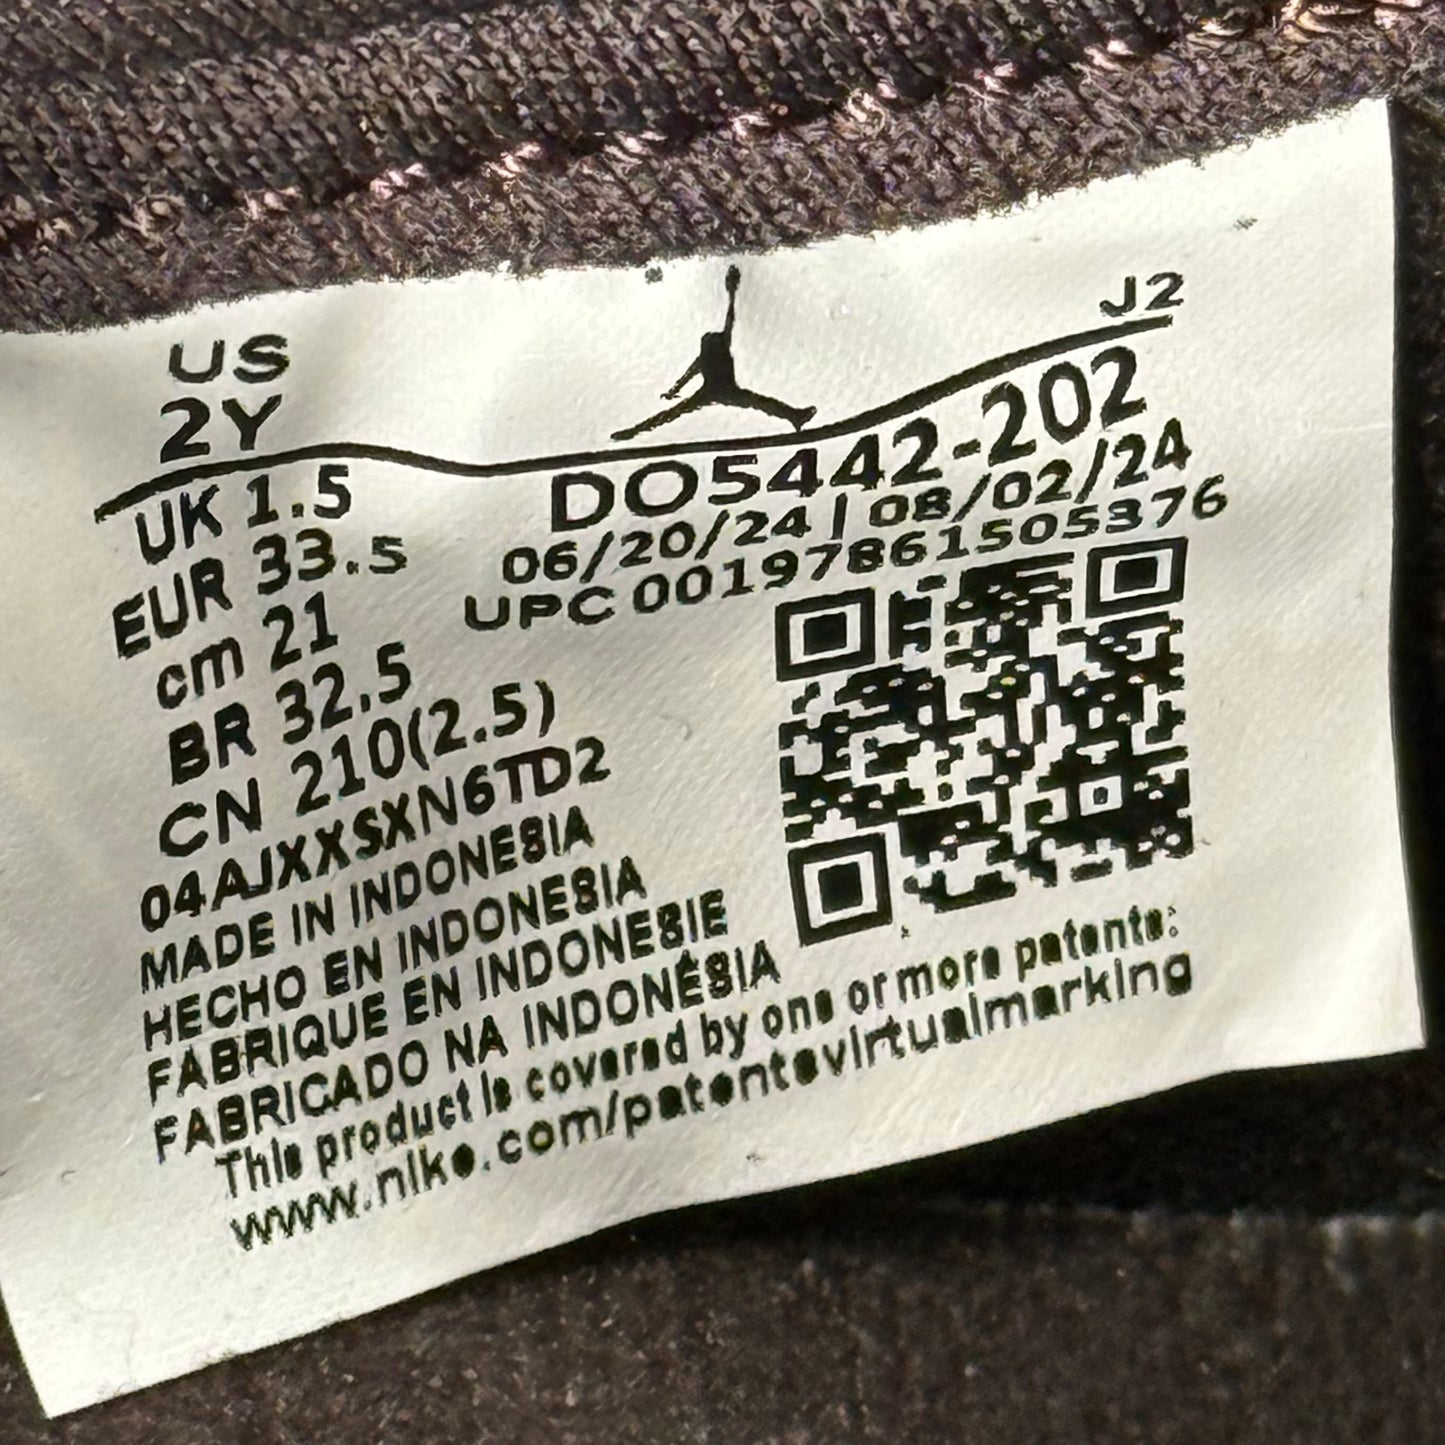 US
2Y
J2
UK 1.5
EUR 33.5
cm 21
BR 32.5
CN 210(2.5)
DO5442-202
06/20/24 | 08/02/24
UPC 00197861505376
04AJXXSXN6TD2
MADE IN INDONESIA
HECHO EN INDONESIA
FABRIQUE EN INDONESIE
FABRICADO NA INDONÉSIA
This product is covered by one or more patents:
www.nike.com/patentsvirtualmarking